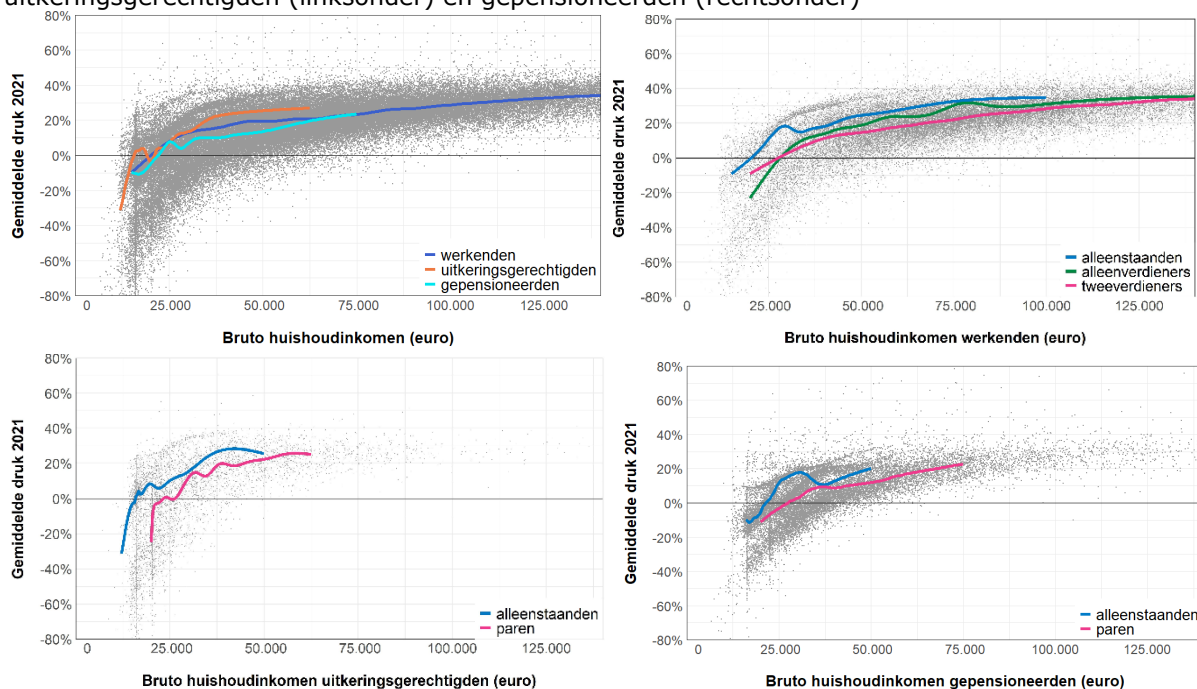 uitkeringsgerechtigden (linksonder) en gepensioneerden (rechtsonder)
80%
60%
40%
20%
0%
-20%
-40%
-60%
-80%
Gemiddelde druk 2021
werkenden
uitkeringsgerechtigden
gepensioneerden
0 25.000 50.000 75.000 100.000 125.000
Bruto huishoudinkomen (euro)
80%
60%
40%
20%
0%
-20%
-40%
-60%
-80%
Gemiddelde druk 2021
alleenstaanden
alleenverdieners
tweeverdieners
0 25.000 50.000 75.000 100.000 125.000
Bruto huishoudinkomen werkenden (euro)
80%
60%
40%
20%
0%
-20%
-40%
-60%
-80%
Gemiddelde druk 2021
alleenstaanden
paren
0 25.000 50.000 75.000 100.000 125.000
Bruto huishoudinkomen uitkeringsgerechtigden (euro)
80%
60%
40%
20%
0%
-20%
-40%
-60%
-80%
Gemiddelde druk 2021
alleenstaanden
paren
0 25.000 50.000 75.000 100.000 125.000
Bruto huishoudinkomen gepensioneerden (euro)